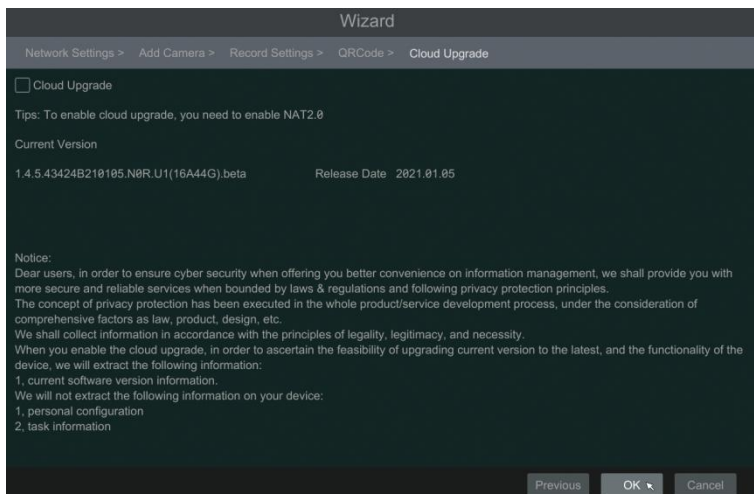 Wizard
Network Settings > Add Camera > Record Settings > QRCode > Cloud Upgrade
Cloud Upgrade
Tips: To enable cloud upgrade, you need to enable NAT2.0
Current Version
1.4.5.43424B210105.N0R.U1(16A44G).beta Release Date 2021.01.05
Notice:
Dear users, in order to ensure cyber security when offering you better convenience on information management, we shall provide you with
more secure and reliable services when bounded by laws & regulations and following privacy protection principles.
The concept of privacy protection has been executed in the whole product/service development process, under the consideration of
comprehensive factors as law, product, design, etc.
We shall collect information in accordance with the principles of legality, legitimacy, and necessity.
When you enable the cloud upgrade, in order to ascertain the feasibility of upgrading current version to the latest, and the functionality of the
device, we will extract the following information:
1, current software version information.
We will not extract the following information on your device:
1, personal configuration
2, task information
Previous OK Cancel